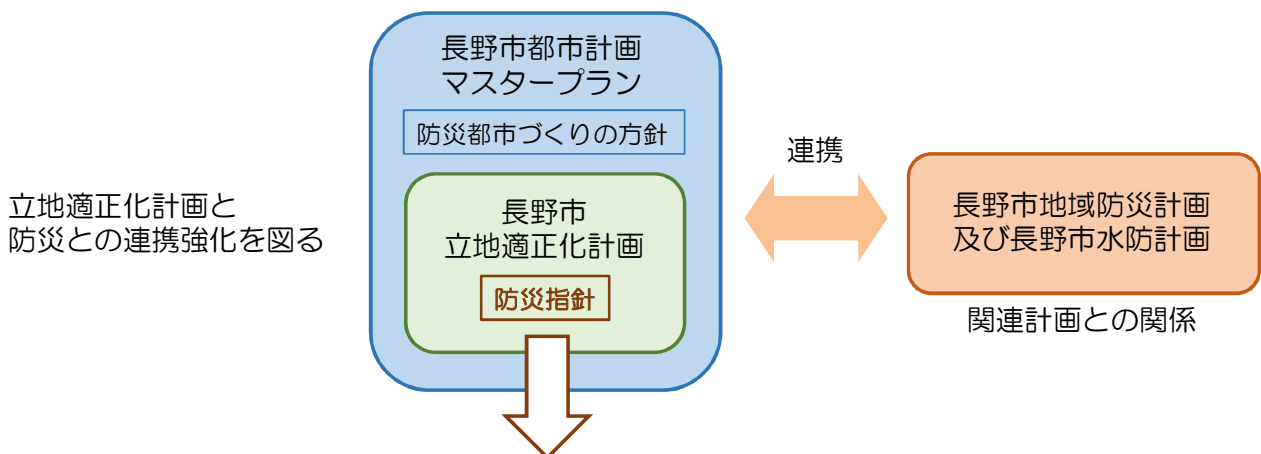 長野市都市計画
マスタープラン
防災都市づくりの方針
長野市
立地適正化計画
防災指針
立地適正化計画と
防災との連携強化を図る
連携
長野市地域防災計画
及び長野市水防計画
関連計画との関係